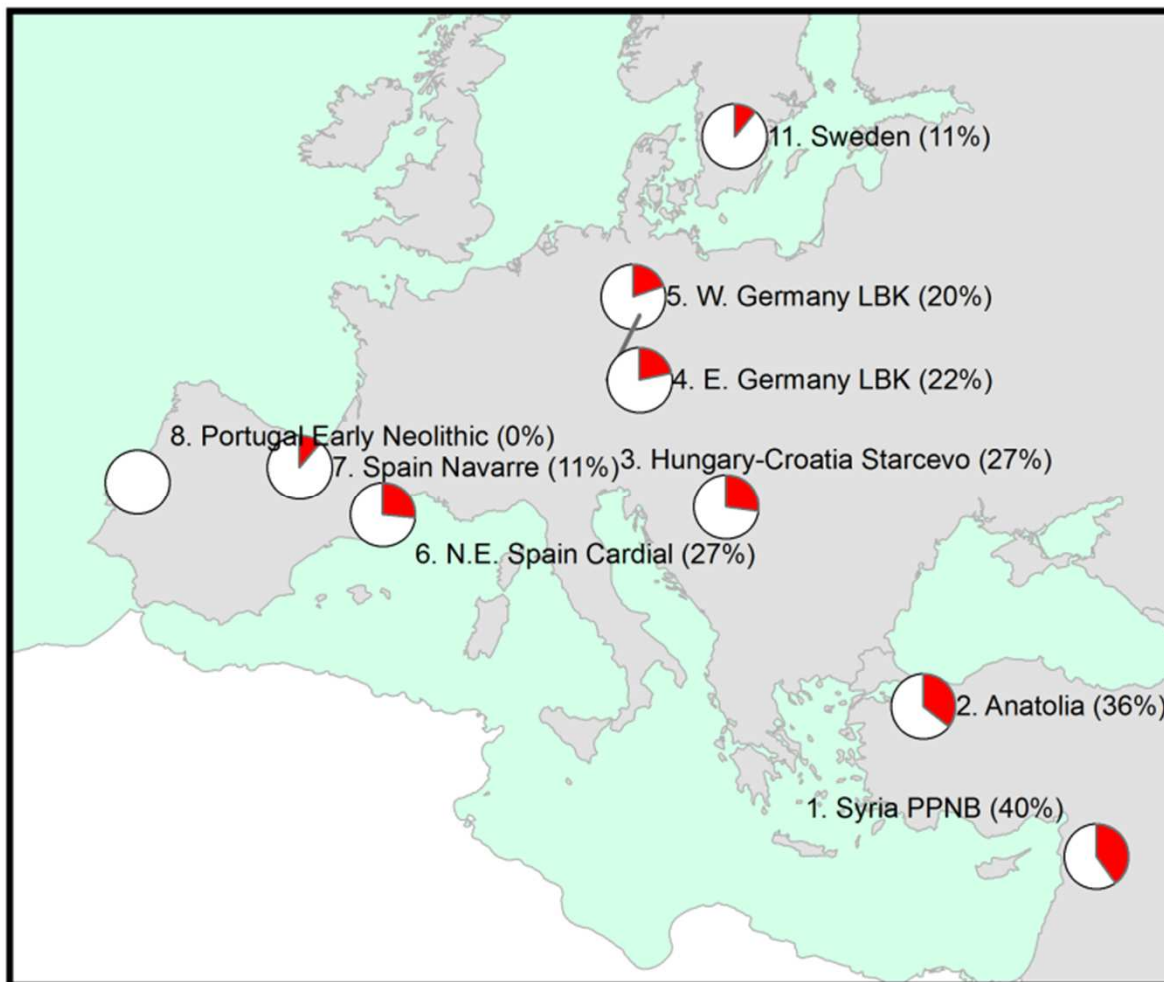 11. Sweden (11%)
5. W. Germany LBK (20%)
4. E. Germany LBK (22%)
8. Portugal Early Neolithic (0%)
7. Spain Navarre (11%)
3. Hungary-Croatia Starcevo (27%)
6. N.E. Spain Cardial (27%)
2. Anatolia (36%)
1. Syria PPNB (40%)